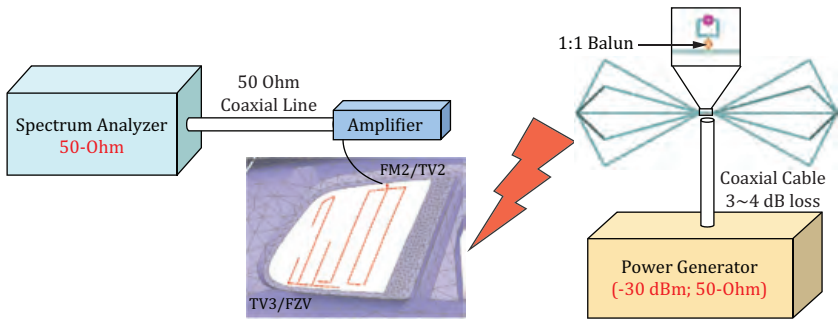 Spectrum Analyzer
50-Ohm
50 Ohm
Coaxial Line
Amplifier
FM2/TV2
TV3/FZV
1:1 Balun
Coaxial Cable
3~4 dB loss
Power Generator
(-30 dBm; 50-Ohm)